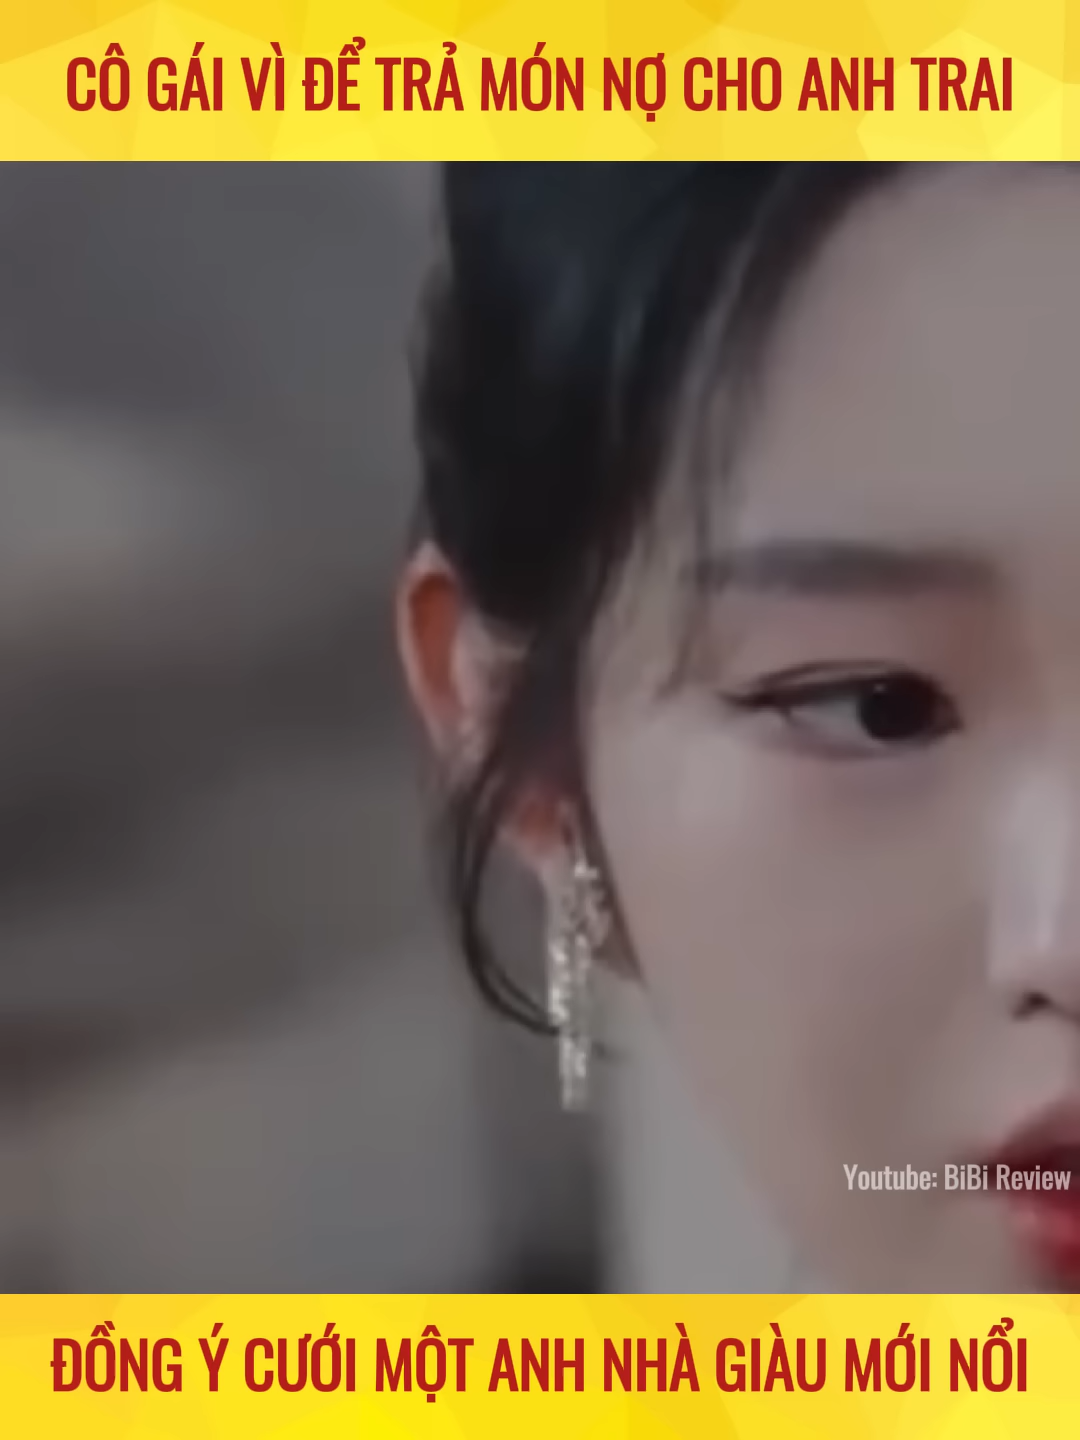 CÔ GÁI VÌ ĐỂ TRẢ MÓN NỢ CHO ANH TRAI
Youtube: BiBi Review
ĐỒNG Ý CƯỚI MỘT ANH NHÀ GIÀU MỚI NỔI